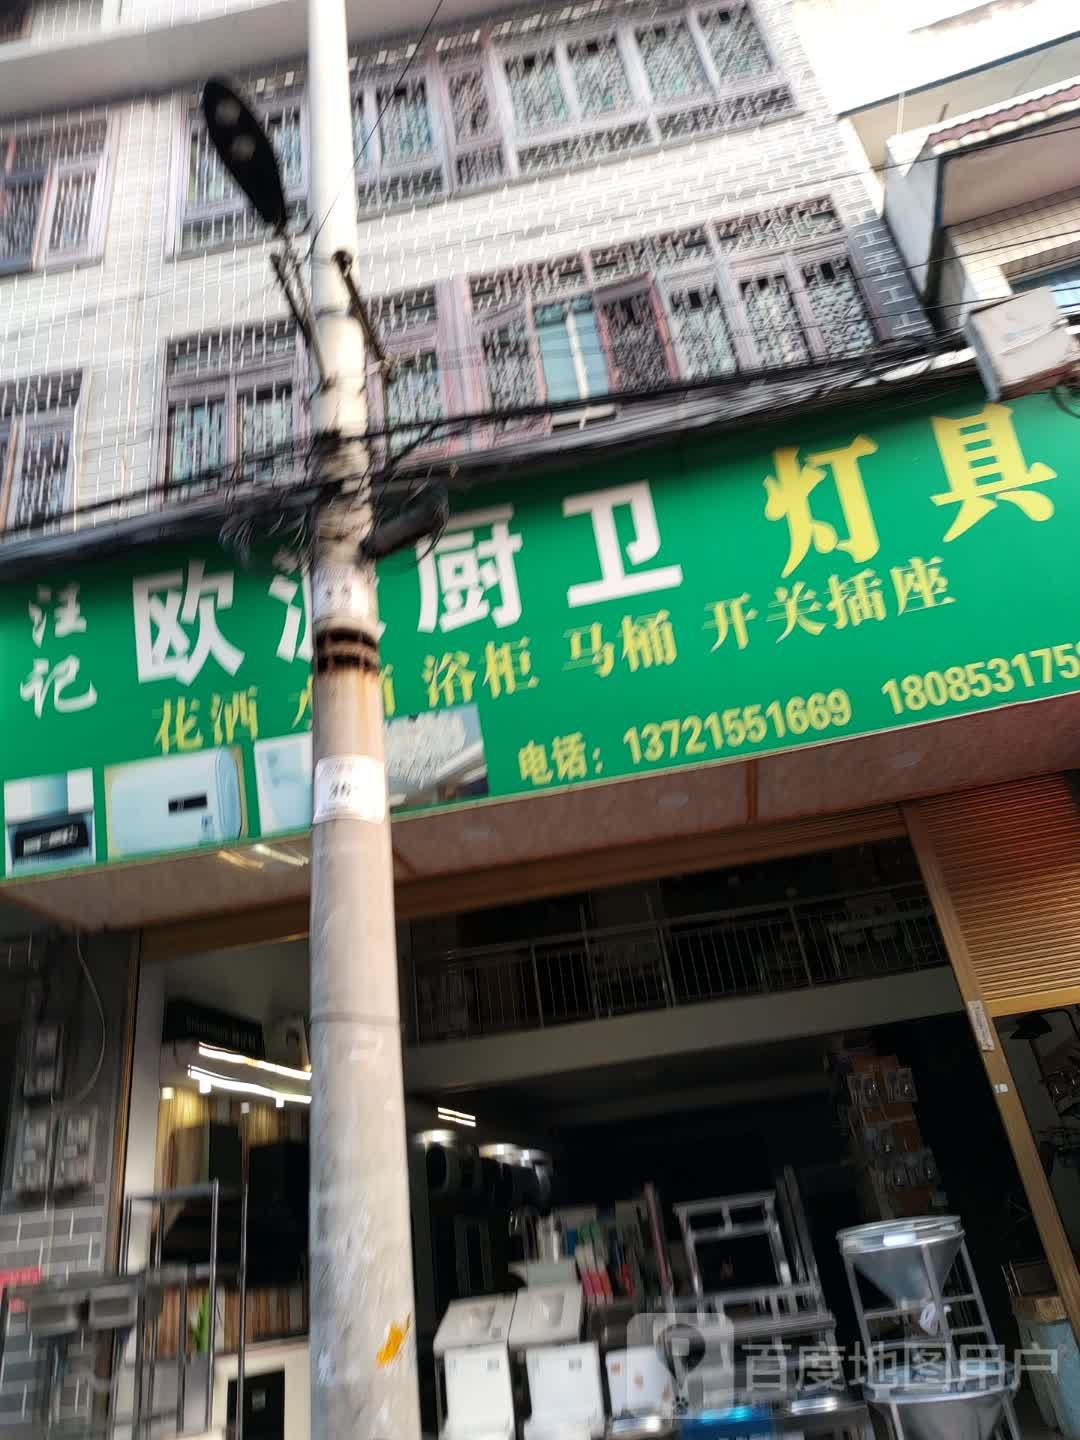 汪记
欧 厨卫 灯具
花洒 浴柜 马桶 开关插座
电话：13721551669 1808531759
百度地图用户